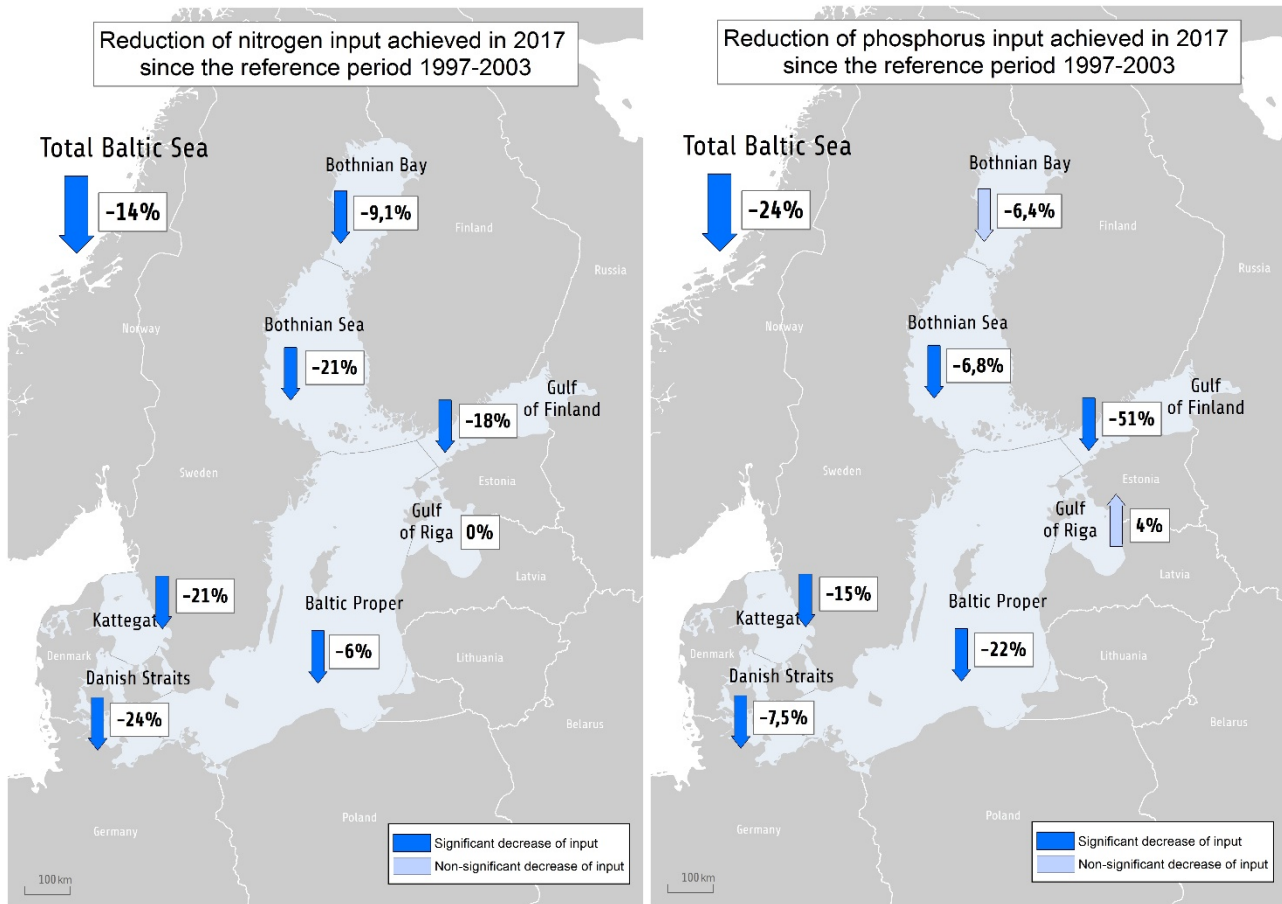 Reduction of nitrogen input achieved in 2017
since the reference period 1997-2003
Total Baltic Sea
-14%
Bothnian Bay
-9,1%
Finland
Russia
Norway
Bothnian Sea
-21%
Gulf
of Finland
-18%
Sweden
Estonia
Gulf
of Riga
0%
Latvia
-21%
Kattegat
Baltic Proper
-6%
Denmark
Lithuania
Danish Straits
-24%
Belarus
Poland
Germany
Significant decrease of input
Non-significant decrease of input
100 km
Reduction of phosphorus input achieved in 2017
since the reference period 1997-2003
Total Baltic Sea
-24%
Bothnian Bay
-6,4%
Finland
Russia
Norway
Bothnian Sea
-6,8%
Gulf
of Finland
-51%
Sweden
Estonia
Gulf
of Riga
4%
Latvia
-15%
Kattegat
Baltic Proper
-22%
Denmark
Lithuania
Danish Straits
-7,5%
Belarus
Poland
Germany
Significant decrease of input
Non-significant decrease of input
100 km